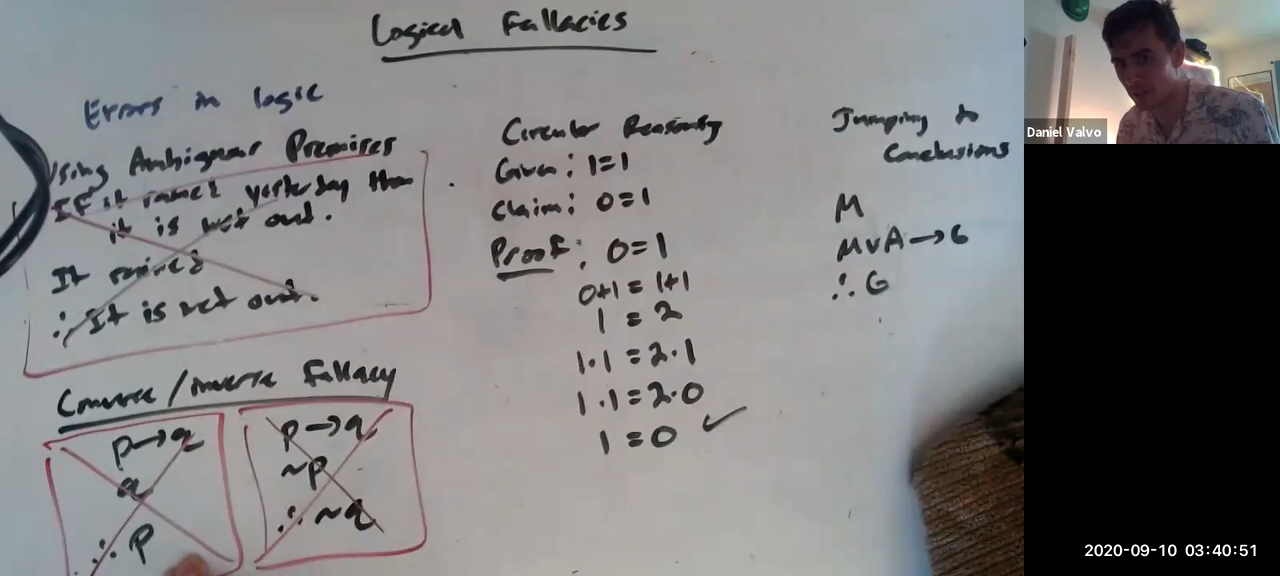 Logical Fallacies
Errors in logic
Using Ambiguous Premises
If it rained yesterday then
it is wet out.
It rained
∴ It is wet out.
Converse / inverse Fallacy
p→q
q
∴ p
p→q
~p
∴ ~q
Circular Reasoning
Given: 1=1
Claim: 0=1
Proof: 0=1
0+1 = 1+1
1 = 2
1·1 = 2·1
1·1 = 2·0
1 = 0 ✓
Jumping to
Conclusions
M
M∨A→G
∴ G
Daniel Valvo
2020-09-10 03:40:51